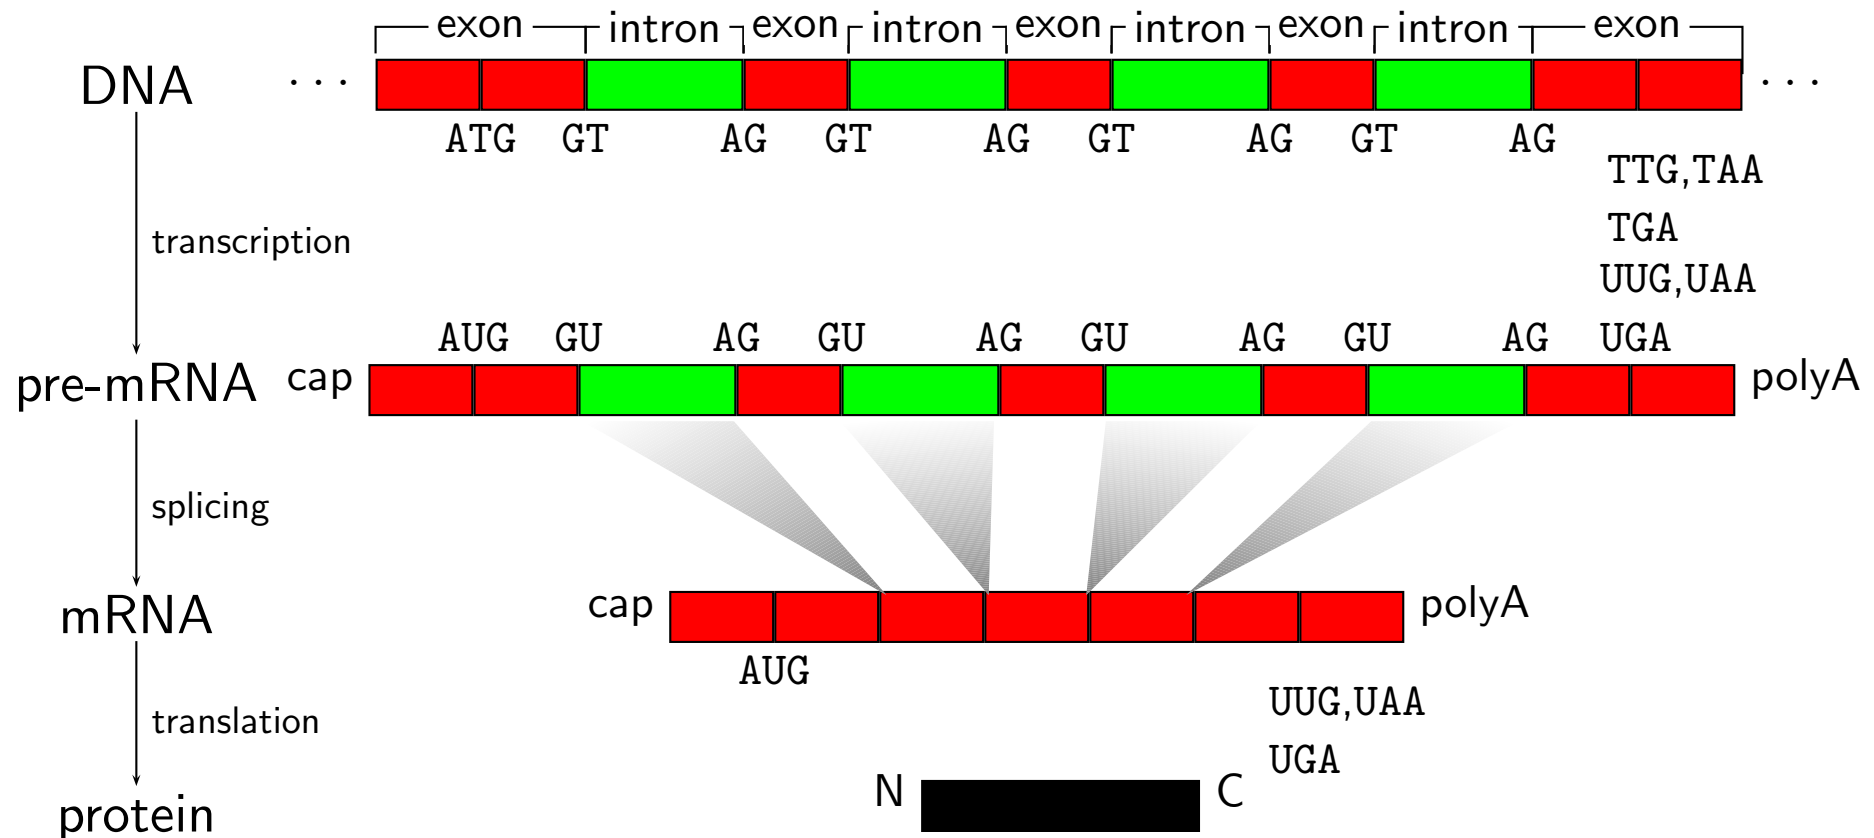 exon intron exon intron exon intron exon intron exon
DNA ... ...
ATG GT AG GT AG GT AG GT AG
TTG,TAA
TGA
transcription
UUG,UAA
AUG GU AG GU AG GU AG GU AG UGA
pre-mRNA cap polyA
splicing
mRNA cap polyA
AUG
UUG,UAA
translation
UGA
N C
protein